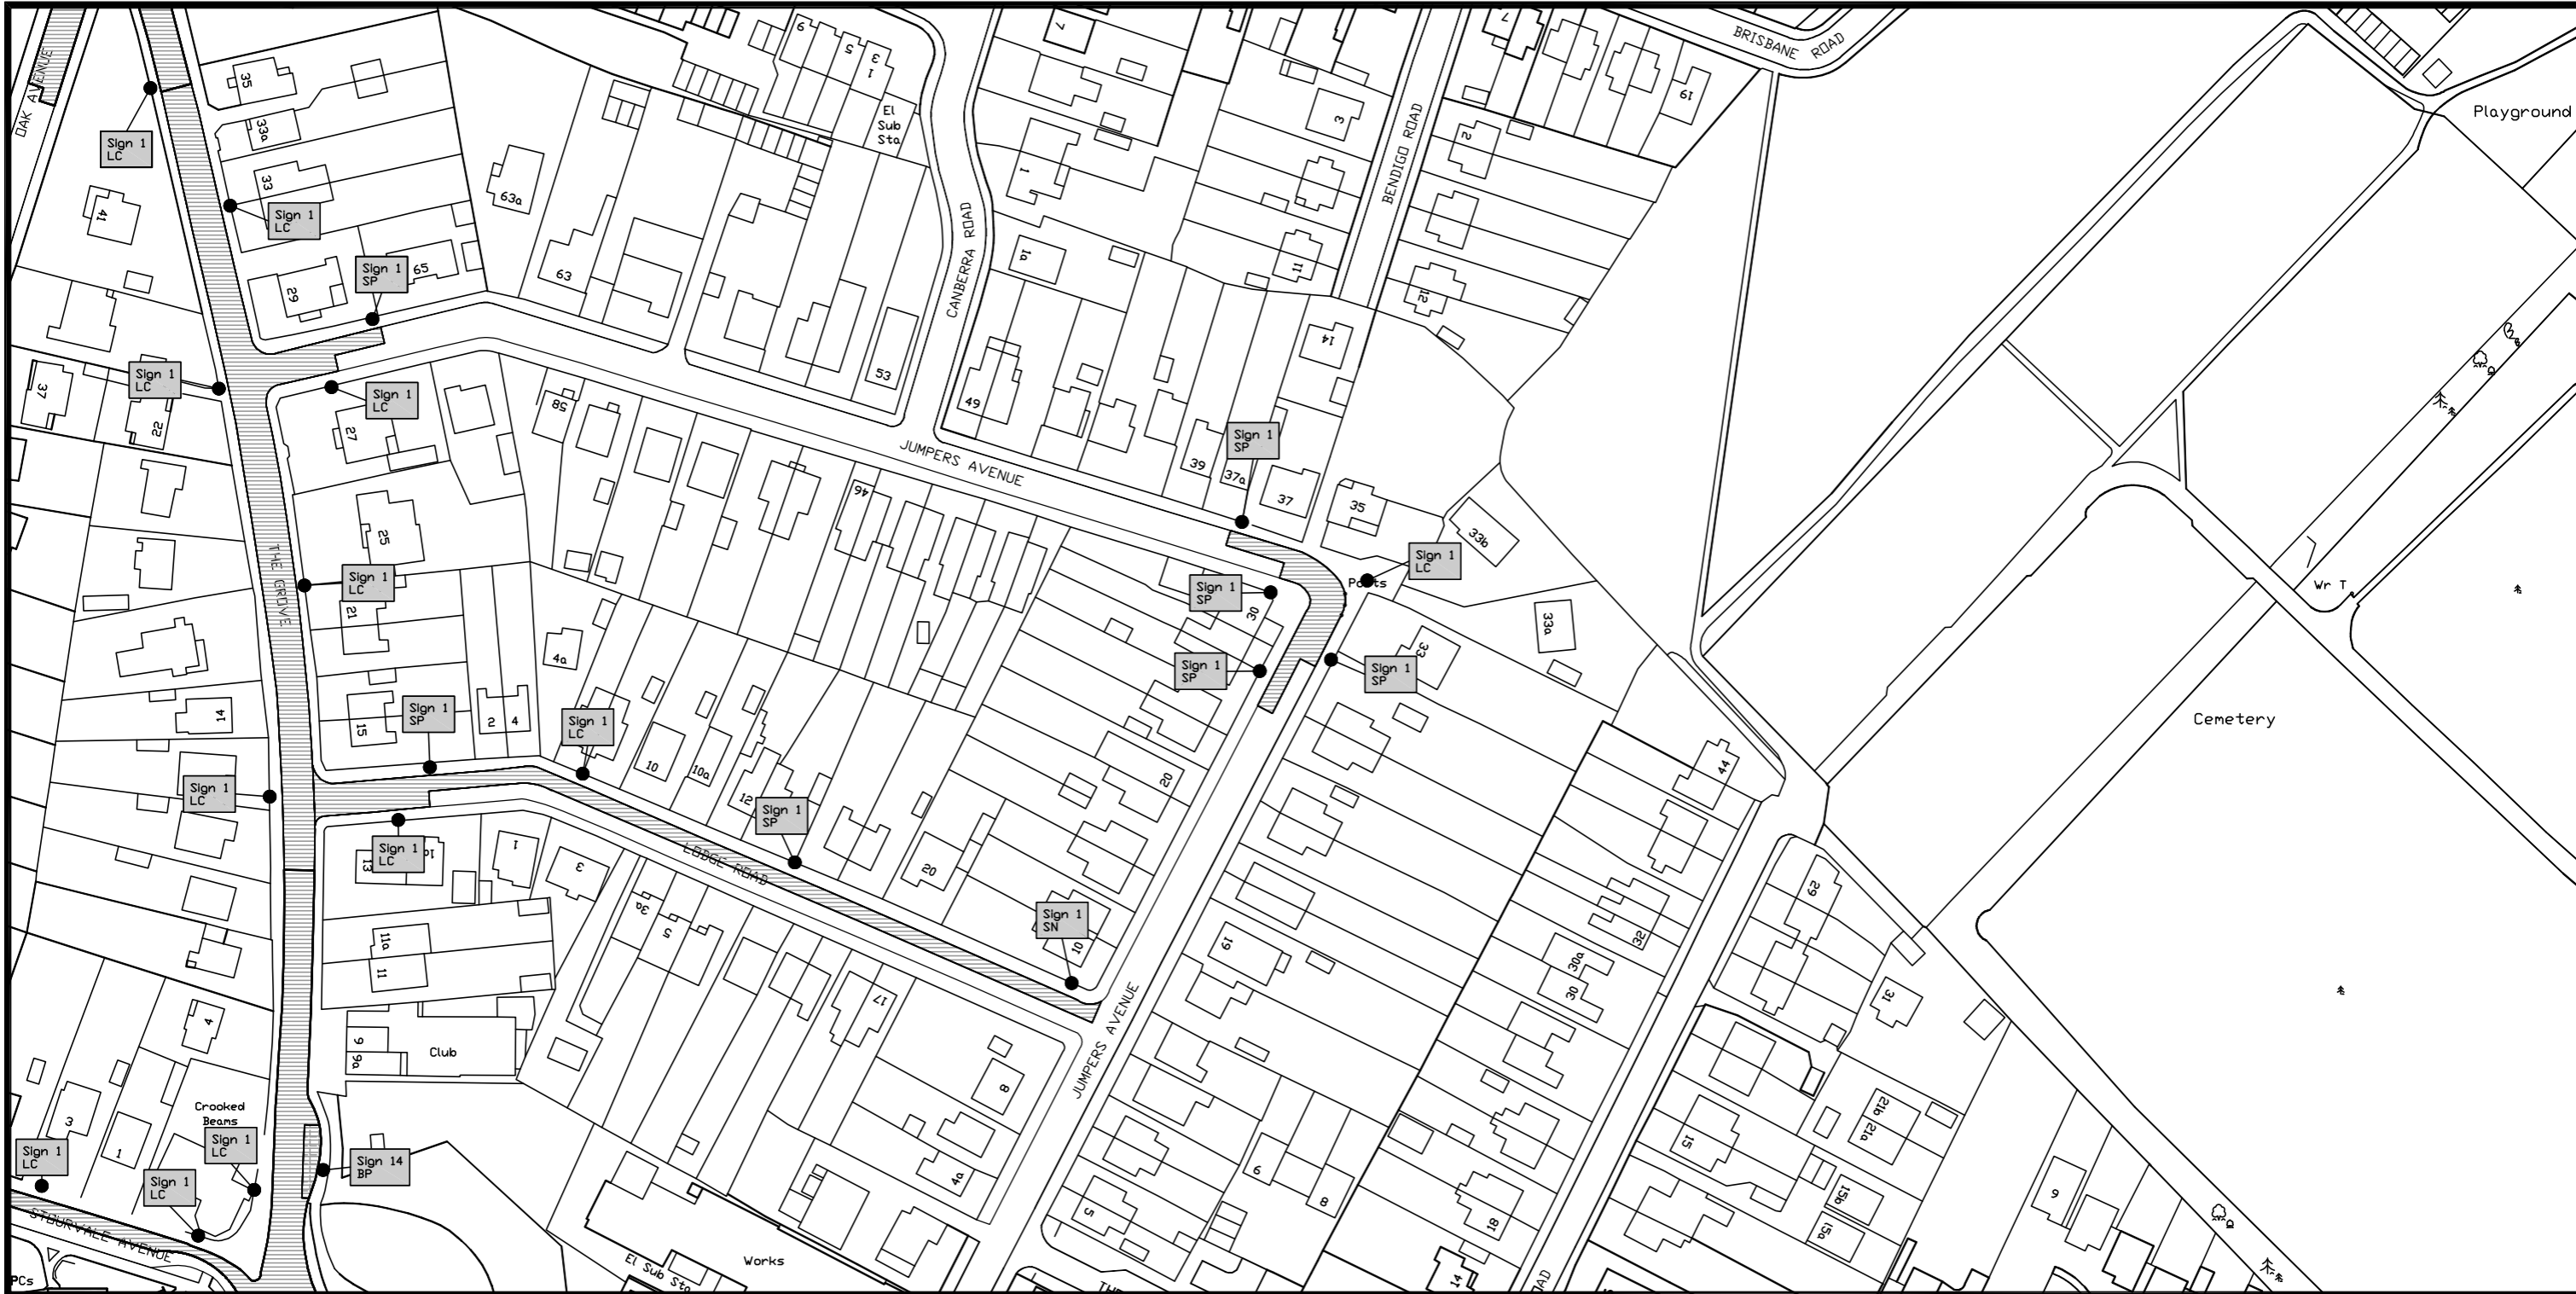 BRISBANE ROAD
7
7
9
5
3
1
OAK AVENUE
35
El
Sub
Sta
19
Playground
33a
3
2
Sign 1
LC
BENDIGO ROAD
33
63a
1
Sign 1
LC
41
CANBERRA ROAD
1a
11
Sign 1
SP
65
63
29
12
14
37
Sign 1
LC
22
Sign 1
LC
27
53
49
58
JUMPERS AVENUE
Sign 1
SP
39
37a
37
35
46
33b
25
THE GROVE
Sign 1
LC
21
Sign 1
LC
Posts
Sign 1
SP
30
Wr T
33a
4a
33
Sign 1
SP
Sign 1
SP
14
15
Sign 1
SP
2
4
Sign 1
LC
Cemetery
10
10a
44
20
Sign 1
LC
12
Sign 1
SP
13
Sign 1
LC
1
3
LODGE ROAD
20
29
3a
5
Sign 1
SN
10
32
11a
11
19
30a
30
31
17
JUMPERS AVENUE
4
9
9a
Club
8
Crooked
Beams
3
1
Sign 1
LC
Sign 1
LC
Sign 1
LC
Sign 14
BP
15
21b
21a
4a
6
8
9
5
18
15b
15a
STOURVALE AVENUE
PCs
El Sub Sta
Works
14